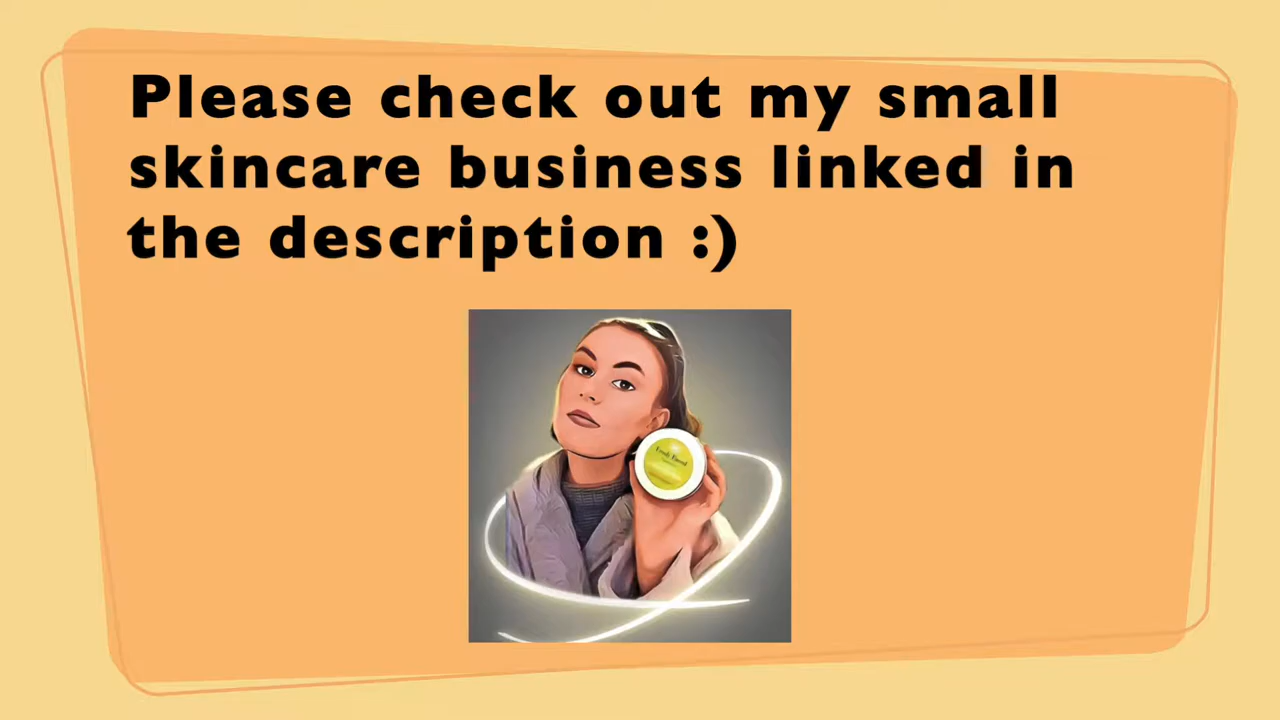 Please check out my small
skincare business linked in
the description :)